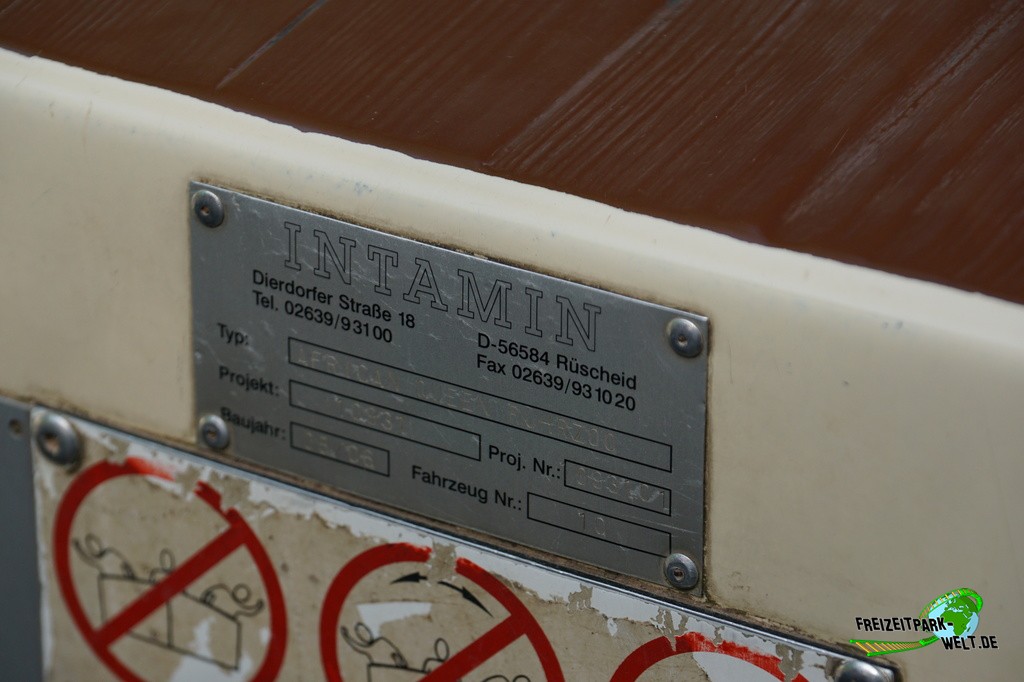 INTAMIN
Dierdorfer Straße 18
D-56584 Rüscheid
Tel. 02639/93100
Fax 02639/931020
Typ:
Projekt:
Proj. Nr.:
Baujahr:
Fahrzeug Nr.: 10
FREIZEITPARK-
WELT.DE